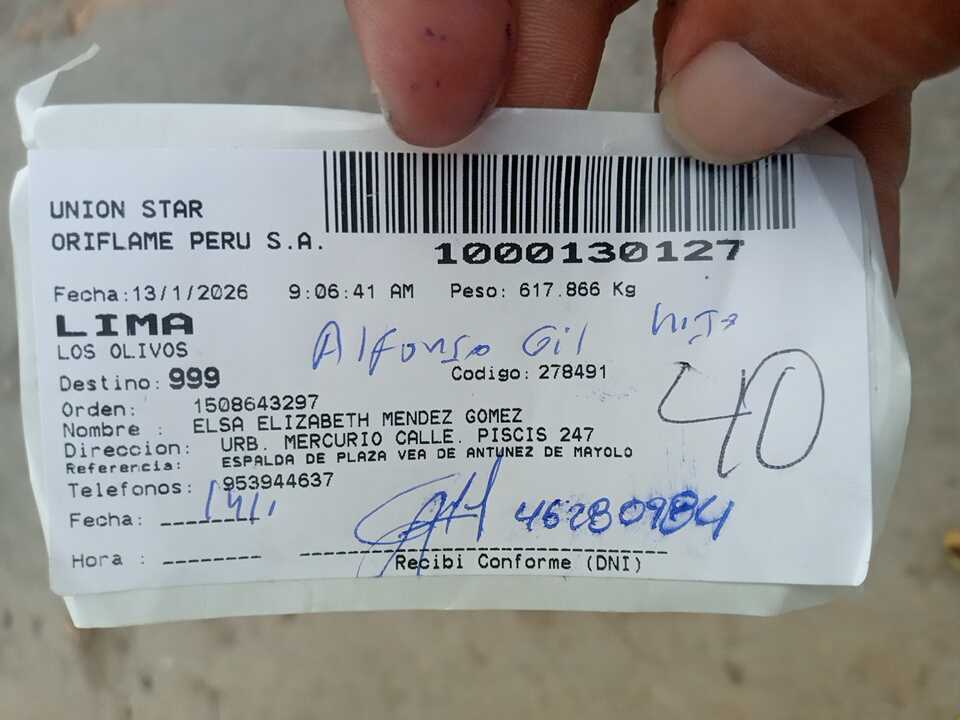 UNION STAR
ORIFLAME PERU S.A.
1000130127
Fecha:13/1/2026 9:06:41 AM Peso: 617.866 Kg
LIMA
LOS OLIVOS
Alfonso Gil hijo
Destino: 999 Codigo: 278491
40
Orden: 1508643297
Nombre : ELSA ELIZABETH MENDEZ GOMEZ
Direccion: URB. MERCURIO CALLE. PISCIS 247
Referencia: ESPALDA DE PLAZA VEA DE ANTUNEZ DE MAYOLO
Telefonos: 953944637
Fecha: 14/1,
46280984
Hora :
Recibi Conforme (DNI)